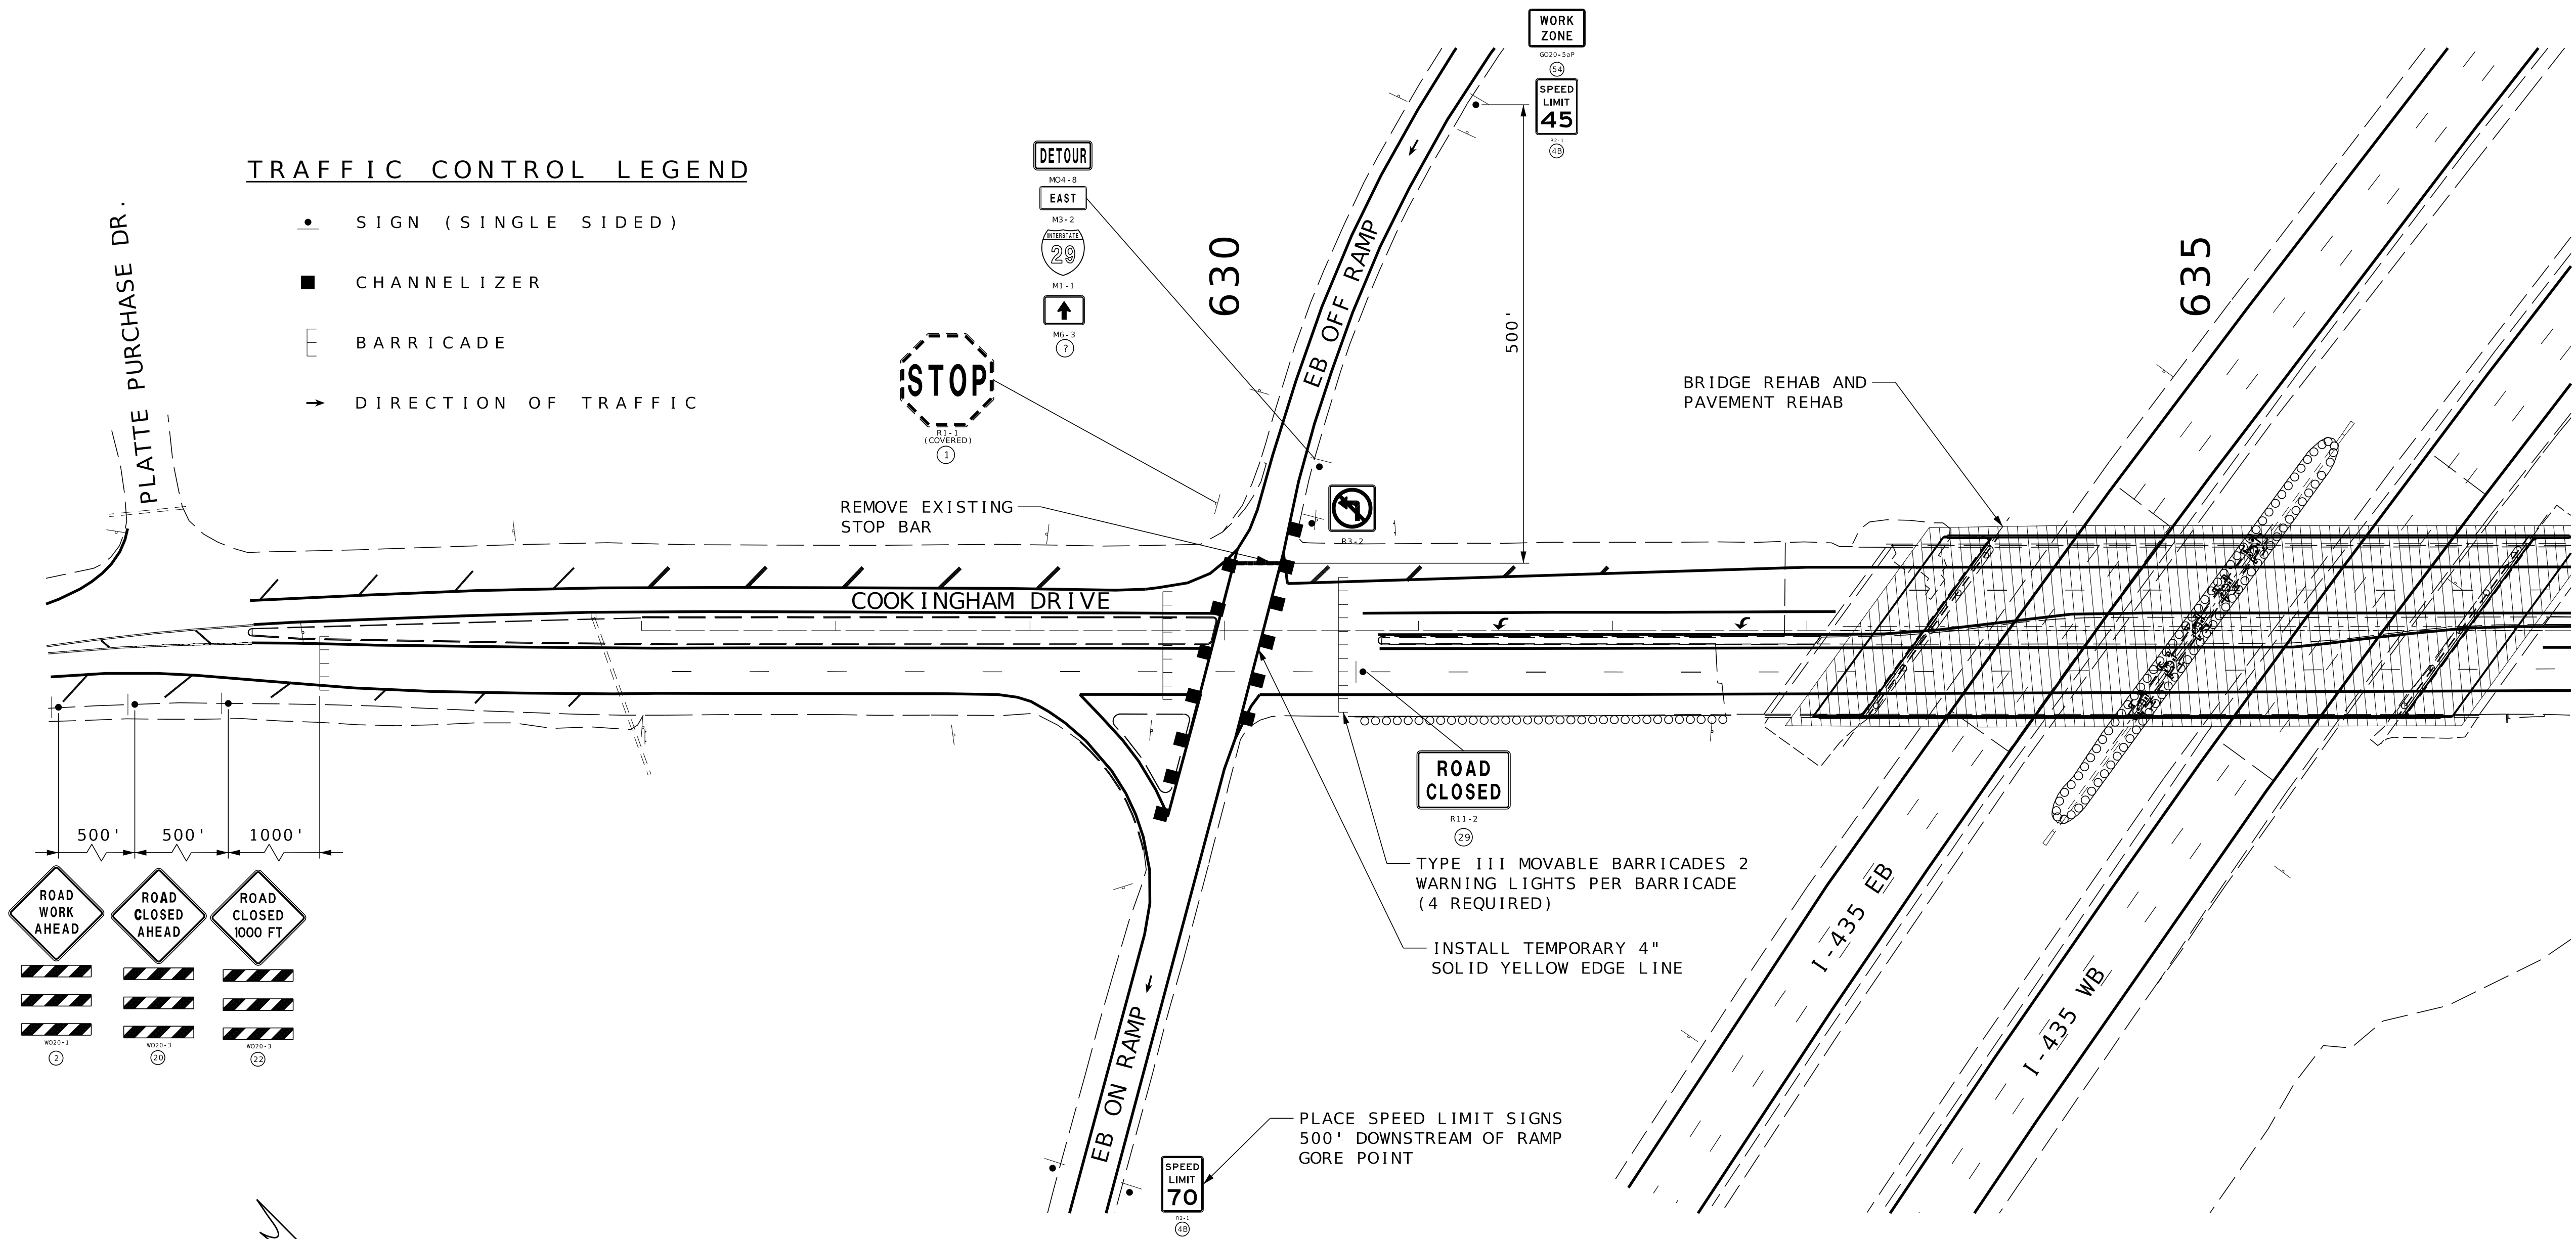 WORK
ZONE
GO20-5aP
54
SPEED
LIMIT
45
R2-1
4B
TRAFFIC CONTROL LEGEND
SIGN (SINGLE SIDED)
CHANNELIZER
BARRICADE
DIRECTION OF TRAFFIC
PLATTE PURCHASE DR.
DETOUR
MO4-8
EAST
M3-2
INTERSTATE
29
M1-1
M6-3
?
630
635
EB OFF RAMP
500'
STOP
R1-1
(COVERED)
1
REMOVE EXISTING
STOP BAR
R3-2
BRIDGE REHAB AND
PAVEMENT REHAB
COOKINGHAM DRIVE
ROAD
CLOSED
R11-2
29
500'
500'
1000'
ROAD
WORK
AHEAD
WO20-1
2
ROAD
CLOSED
AHEAD
WO20-3
20
ROAD
CLOSED
1000 FT
WO20-3
22
TYPE III MOVABLE BARRICADES 2
WARNING LIGHTS PER BARRICADE
(4 REQUIRED)
INSTALL TEMPORARY 4"
SOLID YELLOW EDGE LINE
I-435 EB
I-435 WB
EB ON RAMP
PLACE SPEED LIMIT SIGNS
500' DOWNSTREAM OF RAMP
GORE POINT
SPEED
LIMIT
70
R2-1
4B